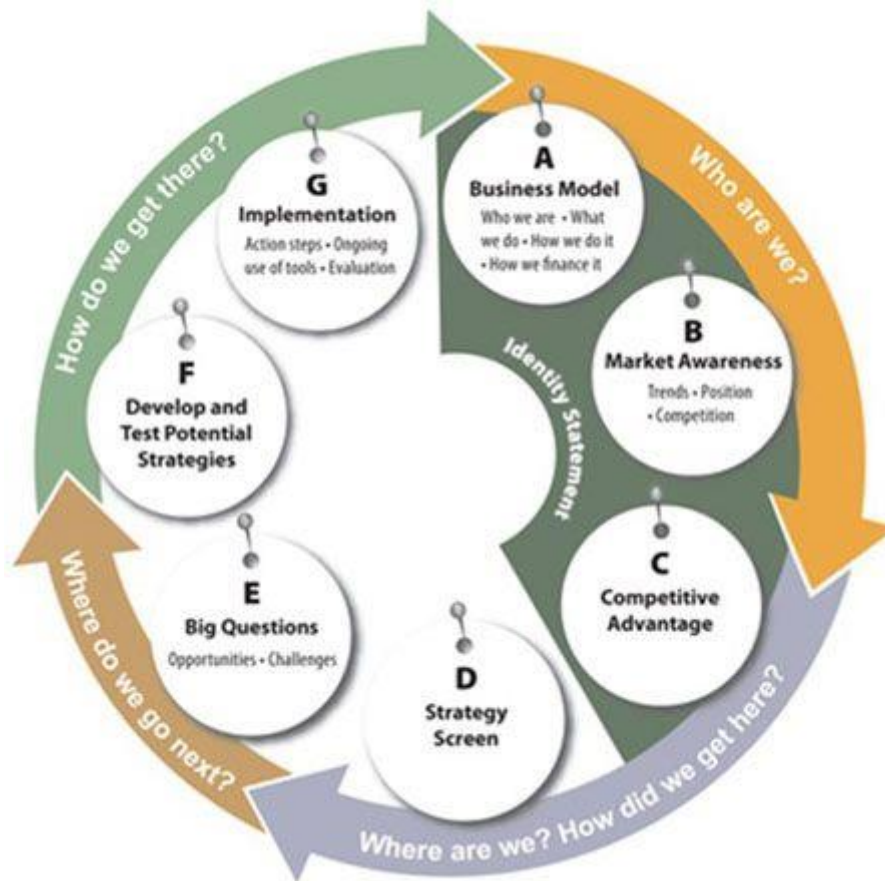 Who are we?
Where are we? How did we get here?
Where do we go next?
How do we get there?
Identity Statement
A
Business Model
Who we are • What
we do • How we do it
• How we finance it
B
Market Awareness
Trends • Position
• Competition
C
Competitive
Advantage
D
Strategy
Screen
E
Big Questions
Opportunities • Challenges
F
Develop and
Test Potential
Strategies
G
Implementation
Action steps • Ongoing
use of tools • Evaluation